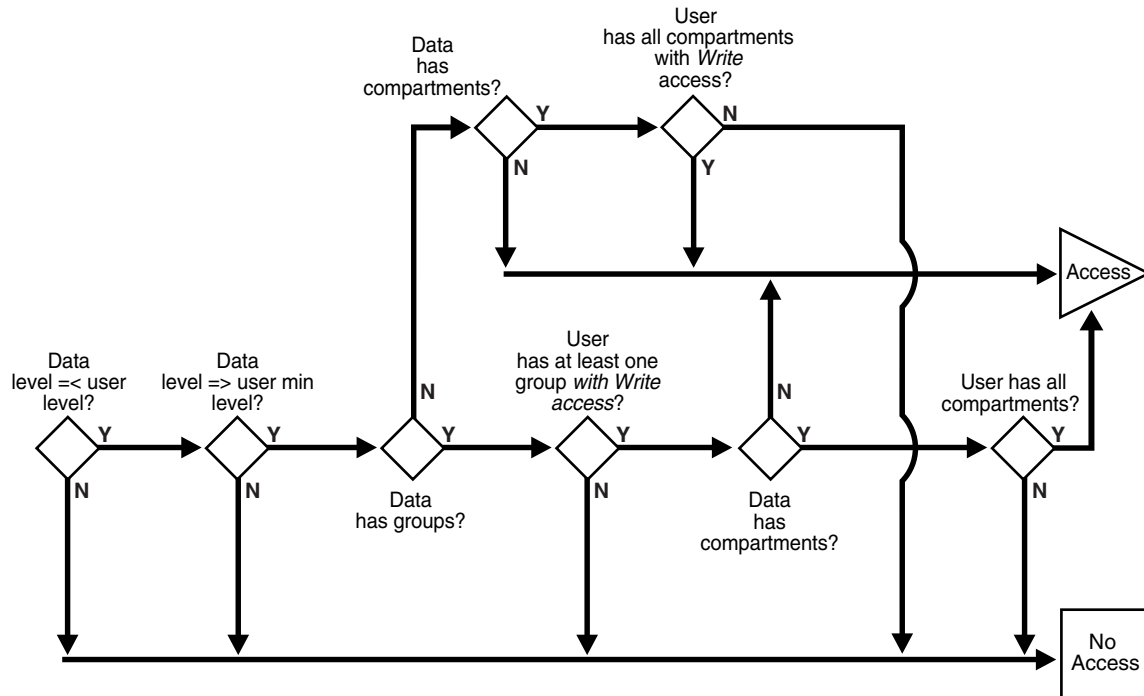 User
has all compartments
with Write
access?
Data
has
compartments?
Y
N
N
Y
Access
Data
level =< user
level?
Data
level => user min
level?
User
has at least one
group with Write
access?
User has all
compartments?
N
N
Y
Y
Y
Y
Y
Y
N
N
N
N
Data
has groups?
Data
has
compartments?
No
Access